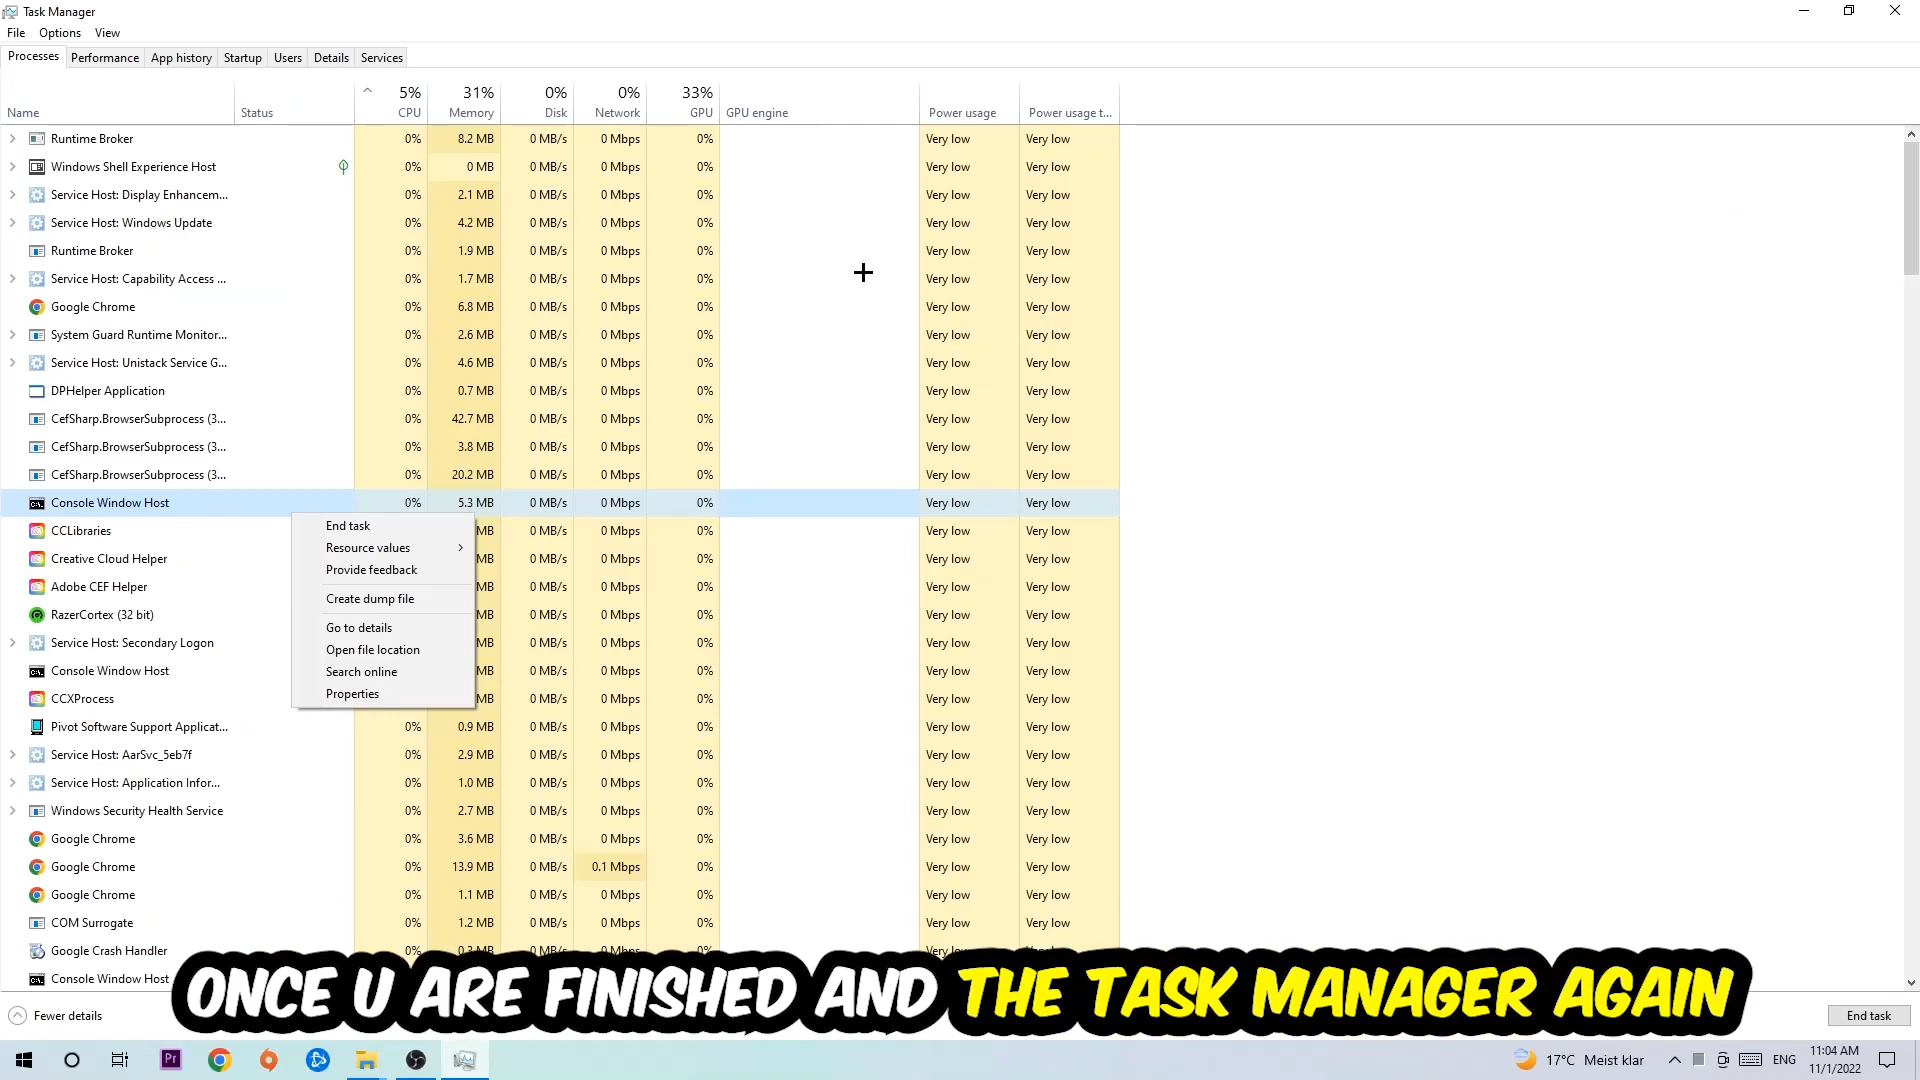 Task Manager
File Options View
Processes Performance App history Startup Users Details Services
5% 31% 0% 0% 33%
Name Status CPU Memory Disk Network GPU GPU engine Power usage Power usage t...
Runtime Broker 0% 8.2 MB 0 MB/s 0 Mbps 0% Very low Very low
Windows Shell Experience Host 0% 0 MB 0 MB/s 0 Mbps 0% Very low Very low
Service Host: Display Enhancem... 0% 2.1 MB 0 MB/s 0 Mbps 0% Very low Very low
Service Host: Windows Update 0% 4.2 MB 0 MB/s 0 Mbps 0% Very low Very low
Runtime Broker 0% 1.9 MB 0 MB/s 0 Mbps 0% Very low Very low
Service Host: Capability Access ... 0% 1.7 MB 0 MB/s 0 Mbps 0% Very low Very low
Google Chrome 0% 6.8 MB 0 MB/s 0 Mbps 0% Very low Very low
System Guard Runtime Monitor... 0% 2.6 MB 0 MB/s 0 Mbps 0% Very low Very low
Service Host: Unistack Service G... 0% 4.6 MB 0 MB/s 0 Mbps 0% Very low Very low
DPHelper Application 0% 0.7 MB 0 MB/s 0 Mbps 0% Very low Very low
CefSharp.BrowserSubprocess (3... 0% 42.7 MB 0 MB/s 0 Mbps 0% Very low Very low
CefSharp.BrowserSubprocess (3... 0% 3.8 MB 0 MB/s 0 Mbps 0% Very low Very low
CefSharp.BrowserSubprocess (3... 0% 20.2 MB 0 MB/s 0 Mbps 0% Very low Very low
Console Window Host 0% 5.3 MB 0 MB/s 0 Mbps 0% Very low Very low
End task
CCLibraries MB 0 MB/s 0 Mbps 0% Very low Very low
Resource values
Creative Cloud Helper MB 0 MB/s 0 Mbps 0% Very low Very low
Provide feedback
Adobe CEF Helper MB 0 MB/s 0 Mbps 0% Very low Very low
Create dump file
RazerCortex (32 bit) MB 0 MB/s 0 Mbps 0% Very low Very low
Go to details
Service Host: Secondary Logon MB 0 MB/s 0 Mbps 0% Very low Very low
Open file location
Console Window Host MB 0 MB/s 0 Mbps 0% Very low Very low
Search online
CCXProcess MB 0 MB/s 0 Mbps 0% Very low Very low
Properties
Pivot Software Support Applicat... 0% 0.9 MB 0 MB/s 0 Mbps 0% Very low Very low
Service Host: AarSvc_5eb7f 0% 2.9 MB 0 MB/s 0 Mbps 0% Very low Very low
Service Host: Application Infor... 0% 1.0 MB 0 MB/s 0 Mbps 0% Very low Very low
Windows Security Health Service 0% 2.7 MB 0 MB/s 0 Mbps 0% Very low Very low
Google Chrome 0% 3.6 MB 0 MB/s 0 Mbps 0% Very low Very low
Google Chrome 0% 13.9 MB 0 MB/s 0.1 Mbps 0% Very low Very low
Google Chrome 0% 1.1 MB 0 MB/s 0 Mbps 0% Very low Very low
COM Surrogate 0% 1.2 MB 0 MB/s 0 Mbps 0% Very low Very low
Google Crash Handler 0% 0.3 MB 0 MB/s 0 Mbps 0%
Console Window Host
ONCE U ARE FINISHED AND THE TASK MANAGER AGAIN
Fewer details End task
Pr 17°C Meist klar ENG 11:04 AM
11/1/2022